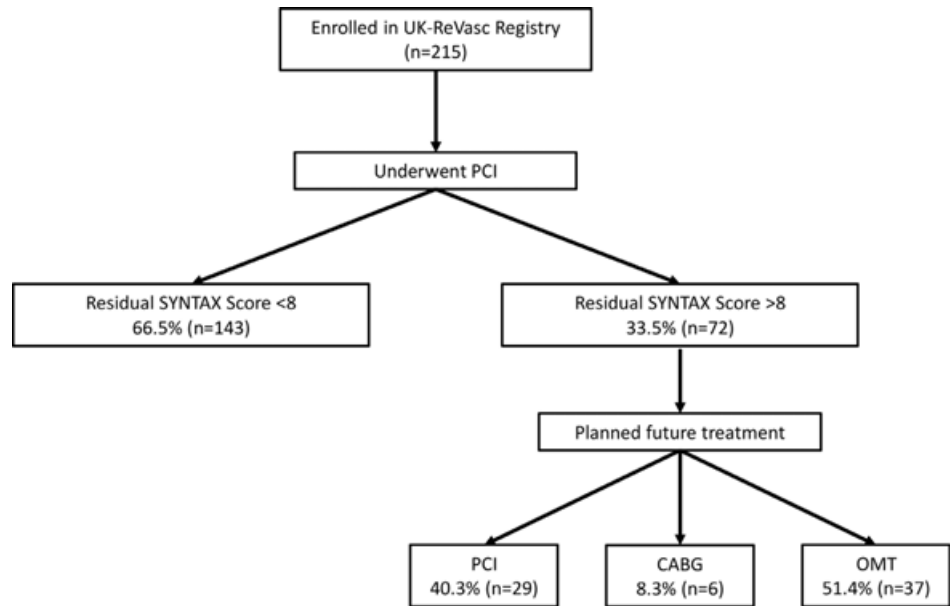 Enrolled in UK-ReVasc Registry
(n=215)
Underwent PCI
Residual SYNTAX Score <8
66.5% (n=143)
Residual SYNTAX Score >8
33.5% (n=72)
Planned future treatment
PCI
40.3% (n=29)
CABG
8.3% (n=6)
OMT
51.4% (n=37)